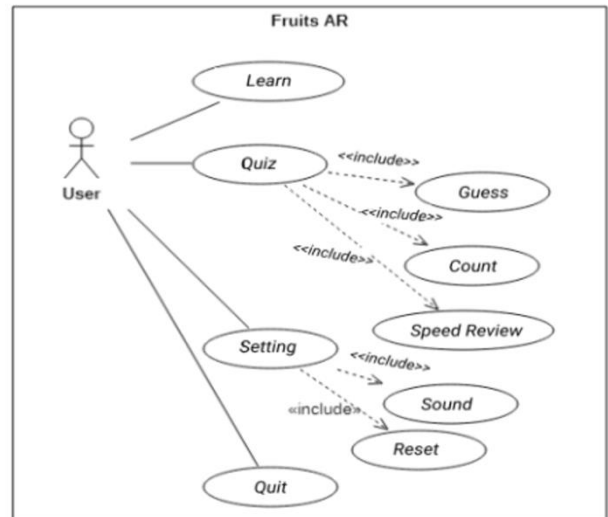 Fruits AR
Learn
User
Quiz
<<include>>
Guess
<<include>>
Count
<<include>>
Speed Review
Setting
<<include>>
Sound
«include»
Reset
Quit